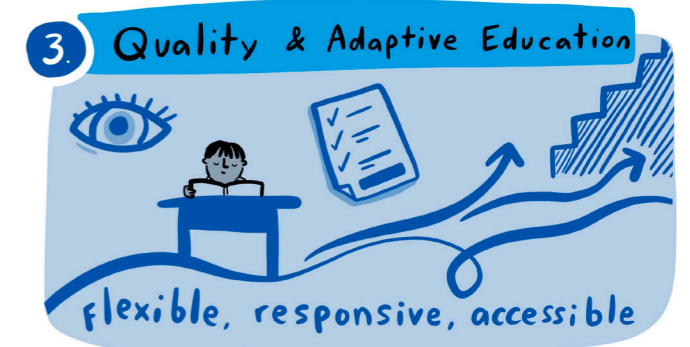 3. Quality & Adaptive Education
flexible, responsive, accessible